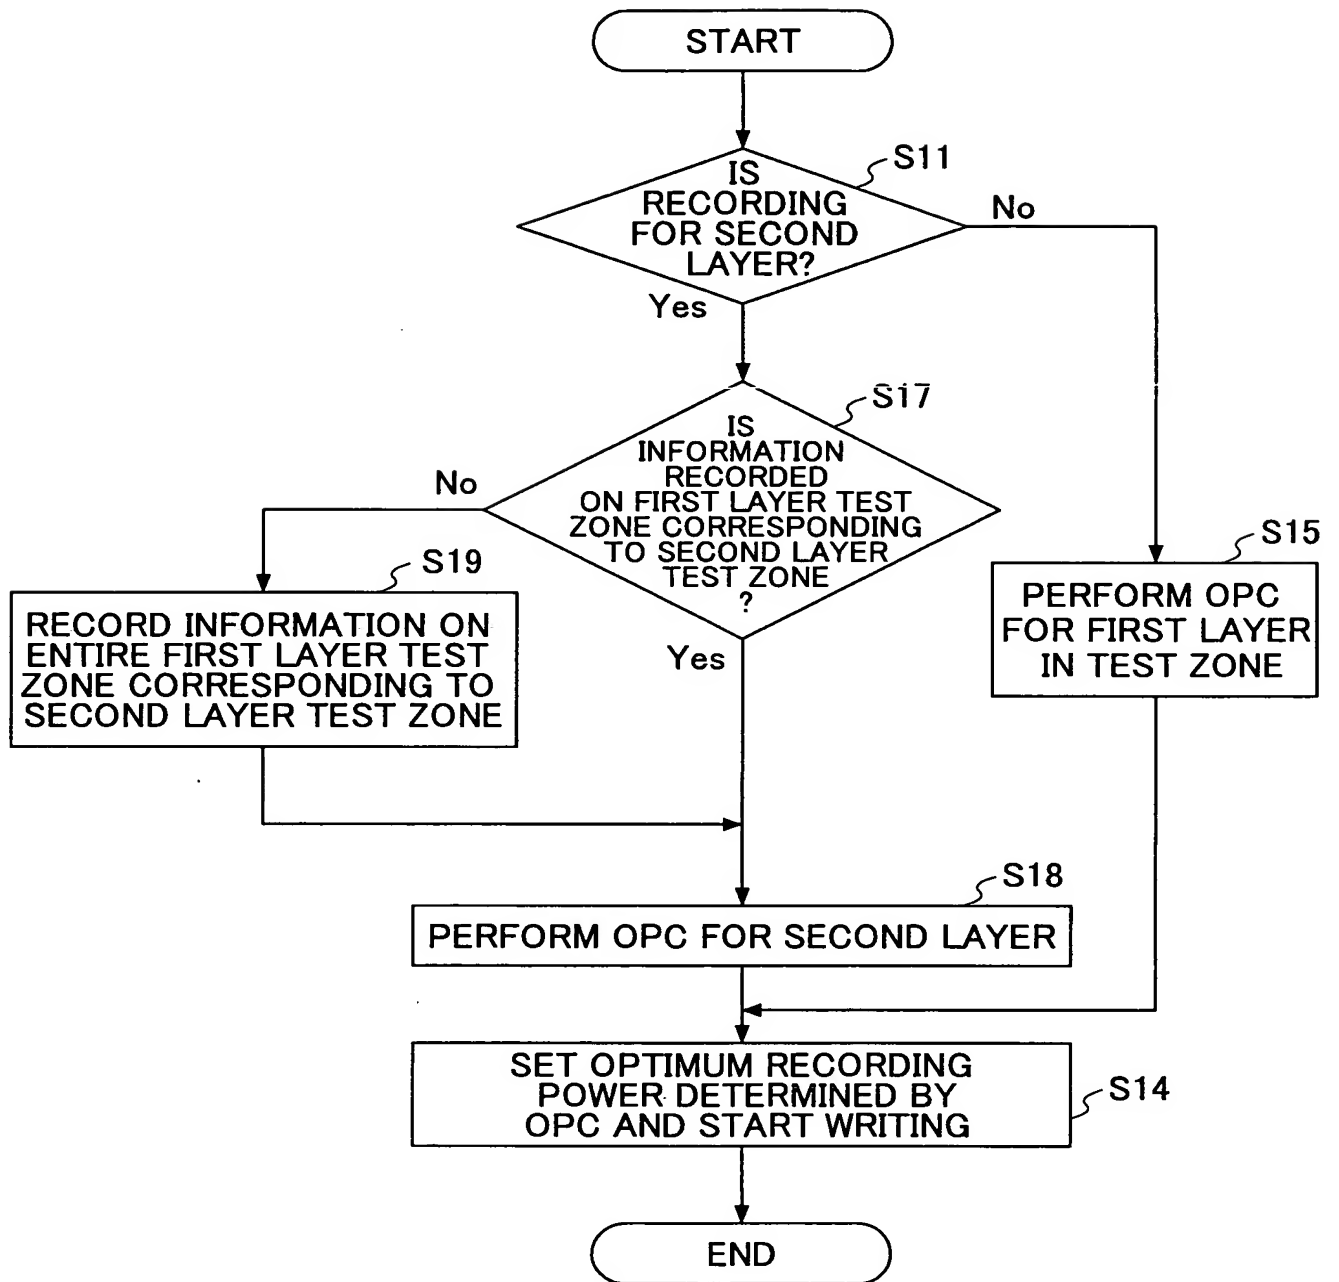 START
S11
IS
RECORDING
FOR SECOND
LAYER?
No
Yes
S17
IS
INFORMATION
RECORDED
ON FIRST LAYER TEST
ZONE CORRESPONDING
TO SECOND LAYER
TEST ZONE
?
No
Yes
S19
RECORD INFORMATION ON
ENTIRE FIRST LAYER TEST
ZONE CORRESPONDING TO
SECOND LAYER TEST ZONE
S15
PERFORM OPC
FOR FIRST LAYER
IN TEST ZONE
S18
PERFORM OPC FOR SECOND LAYER
SET OPTIMUM RECORDING
POWER DETERMINED BY
OPC AND START WRITING
S14
END